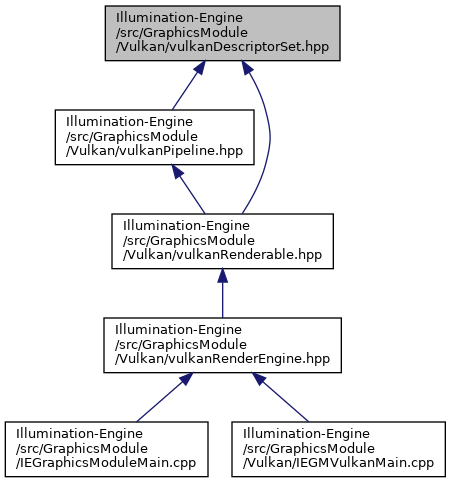 Illumination-Engine
/src/GraphicsModule
/Vulkan/vulkanDescriptorSet.hpp
Illumination-Engine
/src/GraphicsModule
/Vulkan/vulkanPipeline.hpp
Illumination-Engine
/src/GraphicsModule
/Vulkan/vulkanRenderable.hpp
Illumination-Engine
/src/GraphicsModule
/Vulkan/vulkanRenderEngine.hpp
Illumination-Engine
/src/GraphicsModule
/IEGraphicsModuleMain.cpp
Illumination-Engine
/src/GraphicsModule
/Vulkan/IEGMVulkanMain.cpp